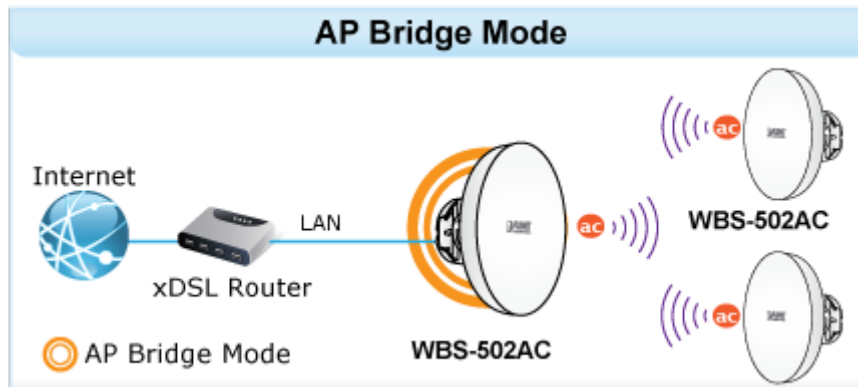 AP Bridge Mode
Internet
LAN
xDSL Router
AP Bridge Mode
WBS-502AC
ac
ac
WBS-502AC
ac